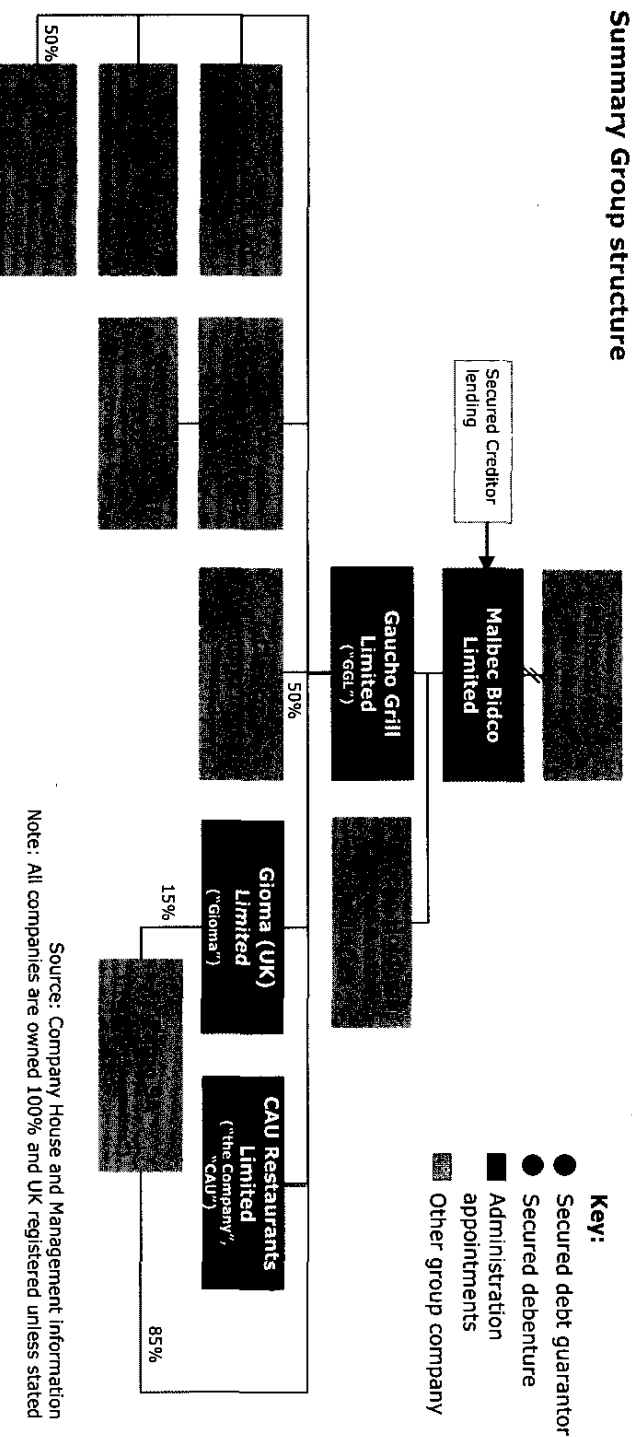 Summary Group structure
Key:
Secured debt guarantor
Secured debenture
Administration
appointments
Other group company
Secured Creditor
lending
Malbec Bidco
Limited
Gaucho Grill
Limited
("GGL")
50%
50%
Gioma (UK)
Limited
("Gioma")
CAU Restaurants
Limited
("the Company",
"CAU")
15%
85%
Source: Company House and Management information
Note: All companies are owned 100% and UK registered unless stated